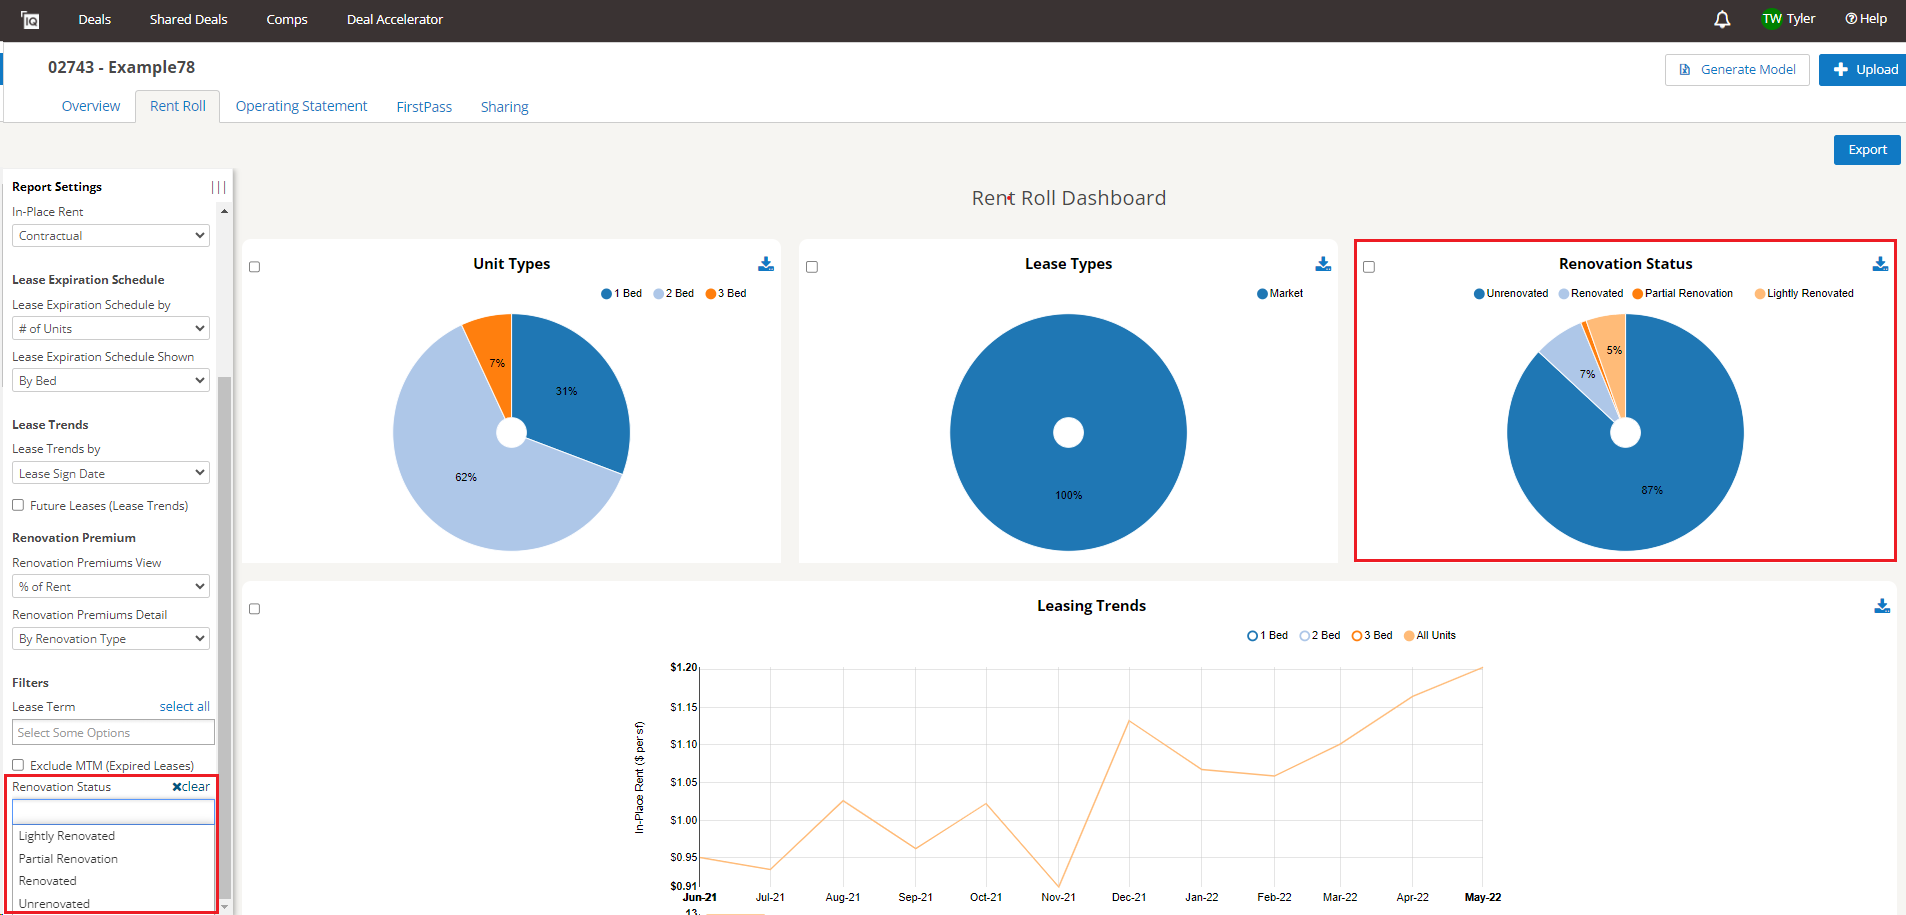 IQ
Deals
Shared Deals
Comps
Deal Accelerator
TW Tyler
Help
02743 - Example78
Generate Model
Upload
Overview
Rent Roll
Operating Statement
FirstPass
Sharing
Export
Report Settings
In-Place Rent
Contractual
Lease Expiration Schedule
Lease Expiration Schedule by
# of Units
Lease Expiration Schedule Shown
By Bed
Lease Trends
Lease Trends by
Lease Sign Date
Future Leases (Lease Trends)
Renovation Premium
Renovation Premiums View
% of Rent
Renovation Premiums Detail
By Renovation Type
Filters
Lease Term
select all
Select Some Options
Exclude MTM (Expired Leases)
Renovation Status
clear
Lightly Renovated
Partial Renovation
Renovated
Unrenovated
Rent Roll Dashboard
Unit Types
1 Bed
2 Bed
3 Bed
7%
31%
62%
Lease Types
Market
100%
Renovation Status
Unrenovated
Renovated
Partial Renovation
Lightly Renovated
5%
7%
87%
Leasing Trends
1 Bed
2 Bed
3 Bed
All Units
In-Place Rent ($ per sf)
$1.20
$1.15
$1.10
$1.05
$1.00
$0.95
$0.91
Jun-21
Jul-21
Aug-21
Sep-21
Oct-21
Nov-21
Dec-21
Jan-22
Feb-22
Mar-22
Apr-22
May-22
13